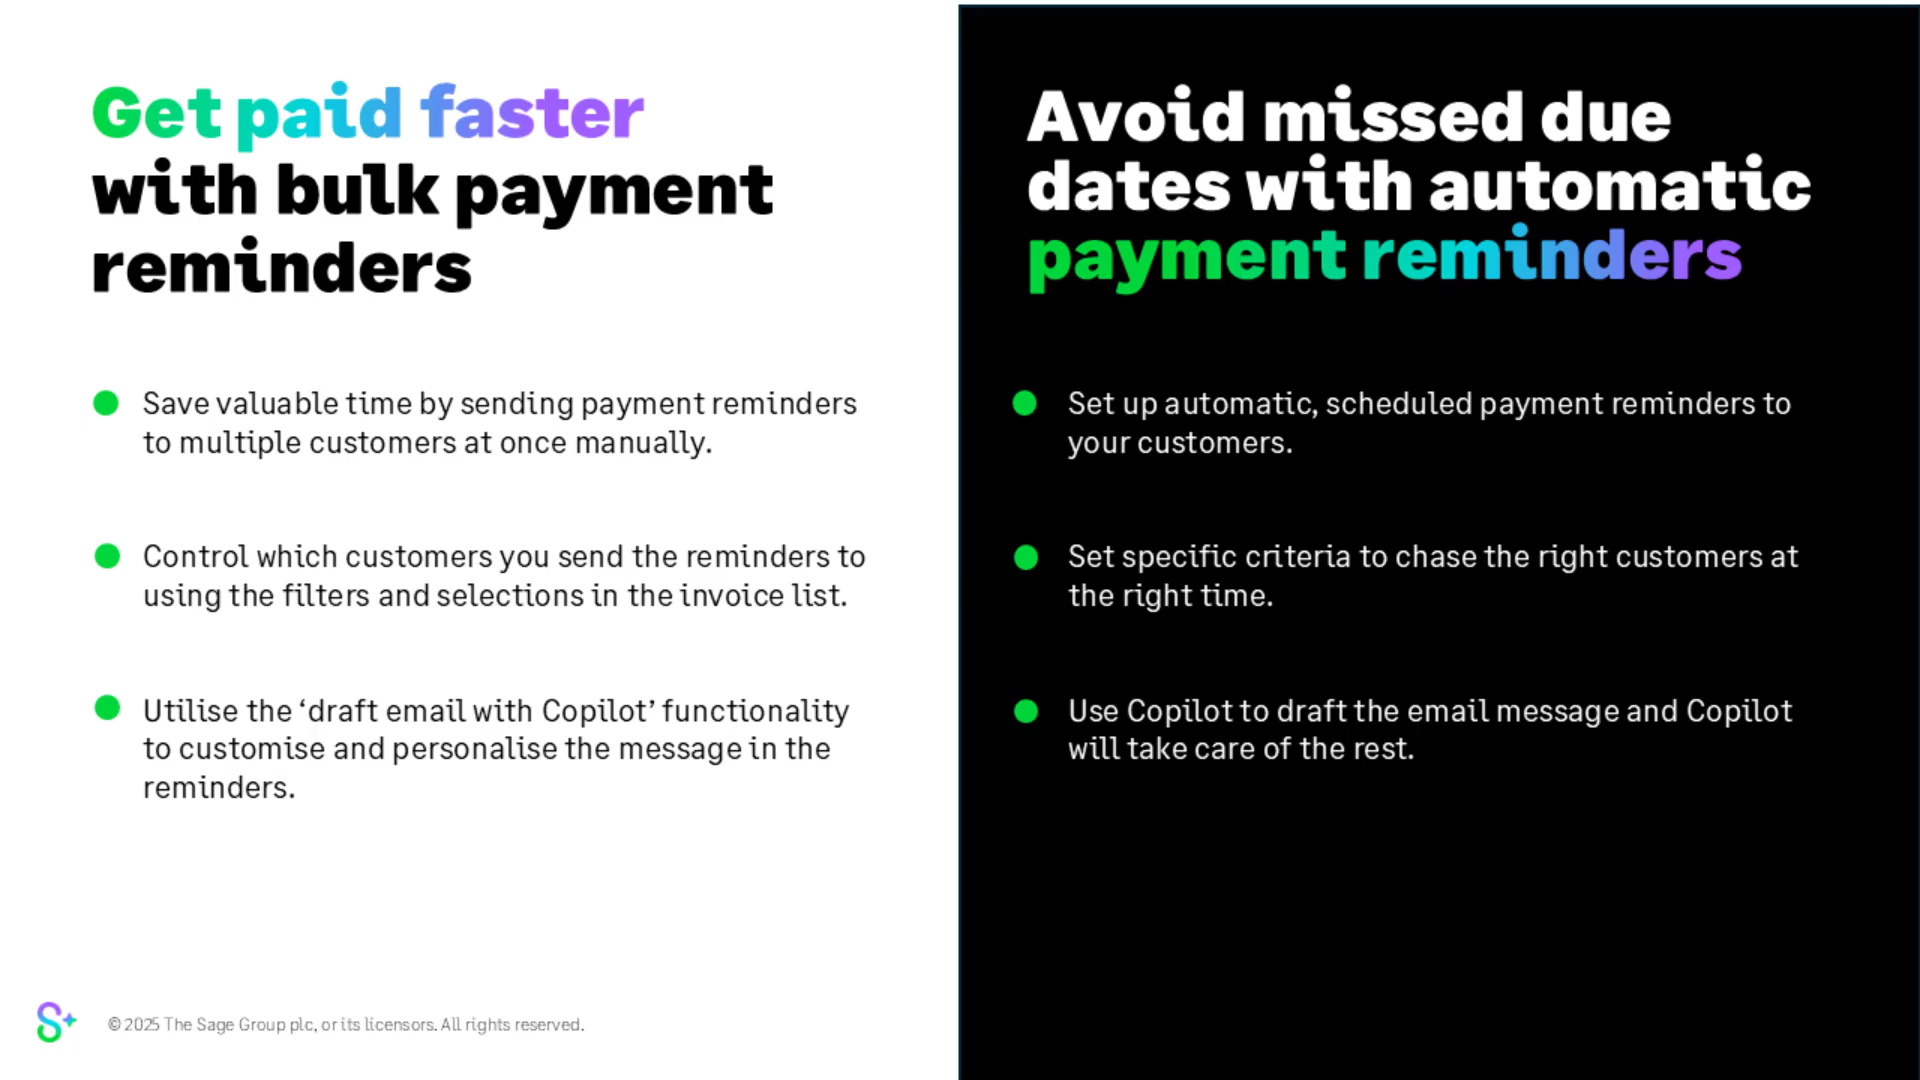 Get paid faster
with bulk payment
reminders
Save valuable time by sending payment reminders
to multiple customers at once manually.
Control which customers you send the reminders to
using the filters and selections in the invoice list.
Utilise the ‘draft email with Copilot’ functionality
to customise and personalise the message in the
reminders.
© 2025 The Sage Group plc, or its licensors. All rights reserved.
Avoid missed due
dates with automatic
payment reminders
Set up automatic, scheduled payment reminders to
your customers.
Set specific criteria to chase the right customers at
the right time.
Use Copilot to draft the email message and Copilot
will take care of the rest.